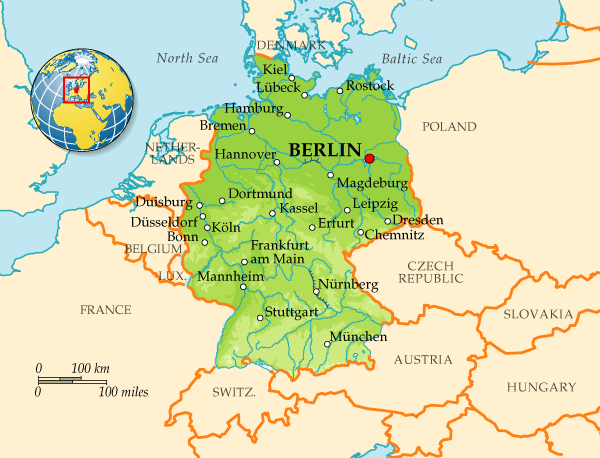 DENMARK
North Sea
Baltic Sea
Kiel
Lübeck
Rostock
Hamburg
Bremen
POLAND
NETHER-
LANDS
Hannover
BERLIN
Magdeburg
Duisburg
Dortmund
Kassel
Leipzig
Düsseldorf
Köln
Erfurt
Dresden
Bonn
Chemnitz
BELGIUM
Frankfurt
am Main
CZECH
REPUBLIC
LUX.
Mannheim
Nürnberg
FRANCE
Stuttgart
SLOVAKIA
München
AUSTRIA
0 100 km
0 100 miles
SWITZ.
HUNGARY